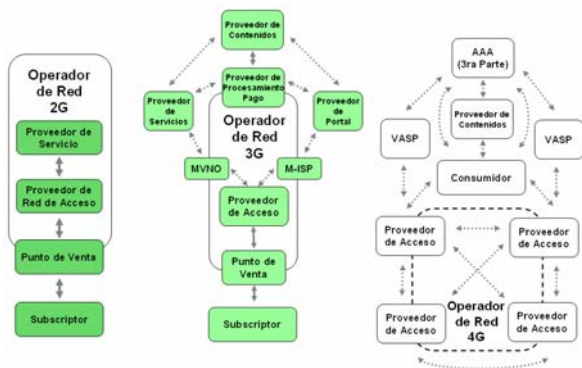 Operador
de Red
2G
Proveedor de
Servicio
Proveedor de
Red de Acceso
Punto de Venta
Subscriptor
Proveedor de
Contenidos
Proveedor
de
Procesamiento
Pago
Proveedor
de
Servicios
Operador
de Red
3G
Proveedor
de
Portal
MVNO
M-ISP
Proveedor
de Acceso
Punto de
Venta
Subscriptor
AAA
(3ra Parte)
VASP
Proveedor
de Contenidos
VASP
Consumidor
Proveedor
de Acceso
Proveedor
de Acceso
Proveedor
de Acceso
Operador
de Red
4G
Proveedor
de Acceso